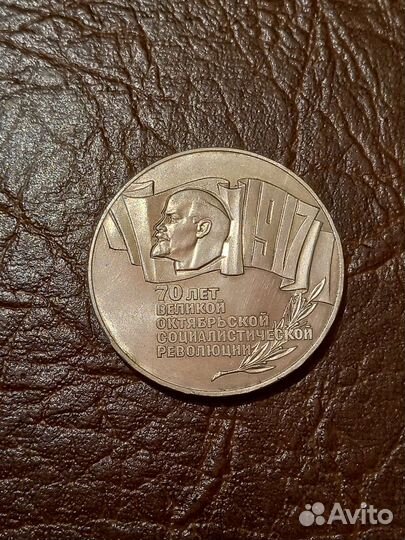 1917
70 ЛЕТ
ВЕЛИКОЙ
ОКТЯБРЬСКОЙ
СОЦИАЛИСТИЧЕСКОЙ
РЕВОЛЮЦИИ
Avito